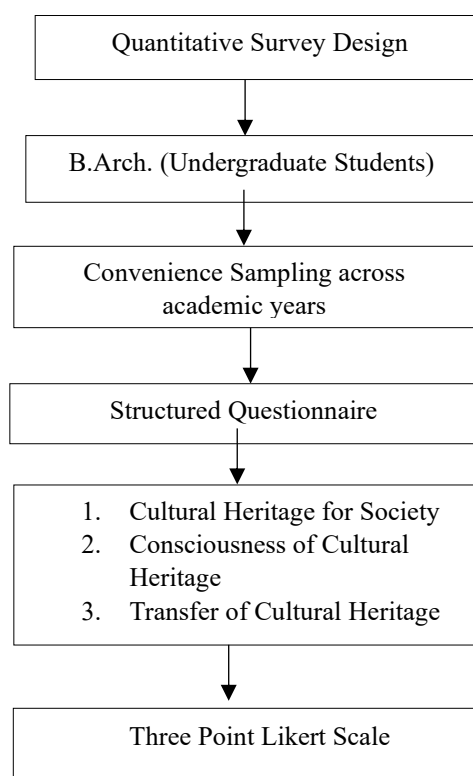 Quantitative Survey Design
B.Arch. (Undergraduate Students)
Convenience Sampling across
academic years
Structured Questionnaire
1. Cultural Heritage for Society
2. Consciousness of Cultural
Heritage
3. Transfer of Cultural Heritage
Three Point Likert Scale